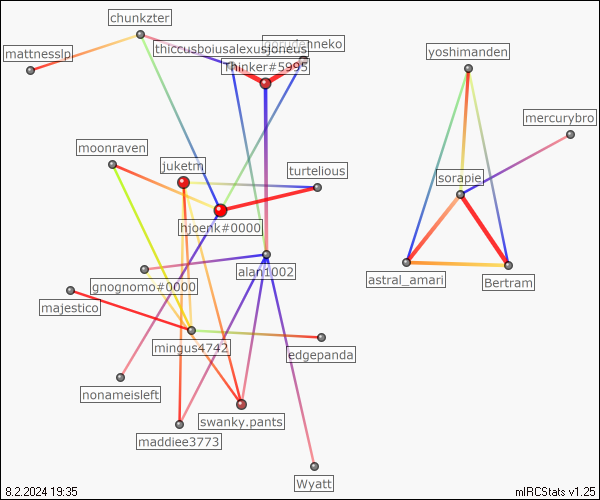 chunkzter
thiccusboiusalexusjoneus
mattnesslp
Thinker#5995
yoshimanden
mercurybro
moonraven
juketm
turtelious
sorapie
hjoenk#0000
alan1002
astral_amari
Bertram
gnognomo#0000
majestico
mingus4742
edgepanda
nonameisleft
swanky.pants
maddiee3773
Wyatt
8.2.2024 19:35
mIRCStats v1.25